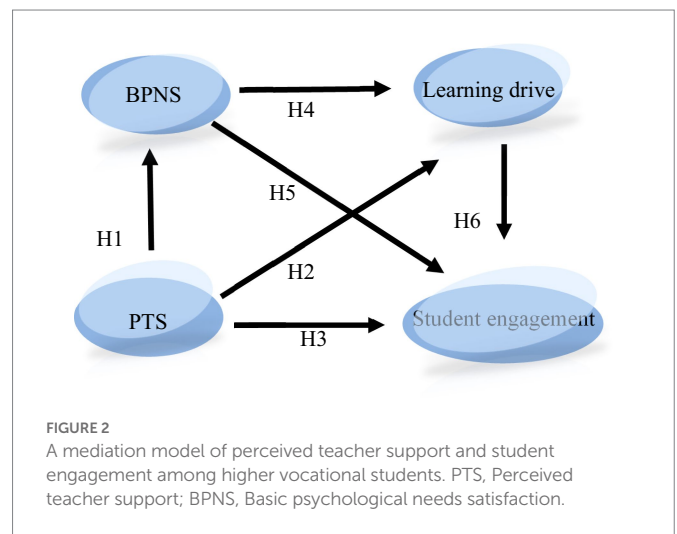 BPNS
Learning drive
H4
H5
H1
H2
H6
PTS
H3
Student engagement
FIGURE 2
A mediation model of perceived teacher support and student
engagement among higher vocational students. PTS, Perceived
teacher support; BPNS, Basic psychological needs satisfaction.